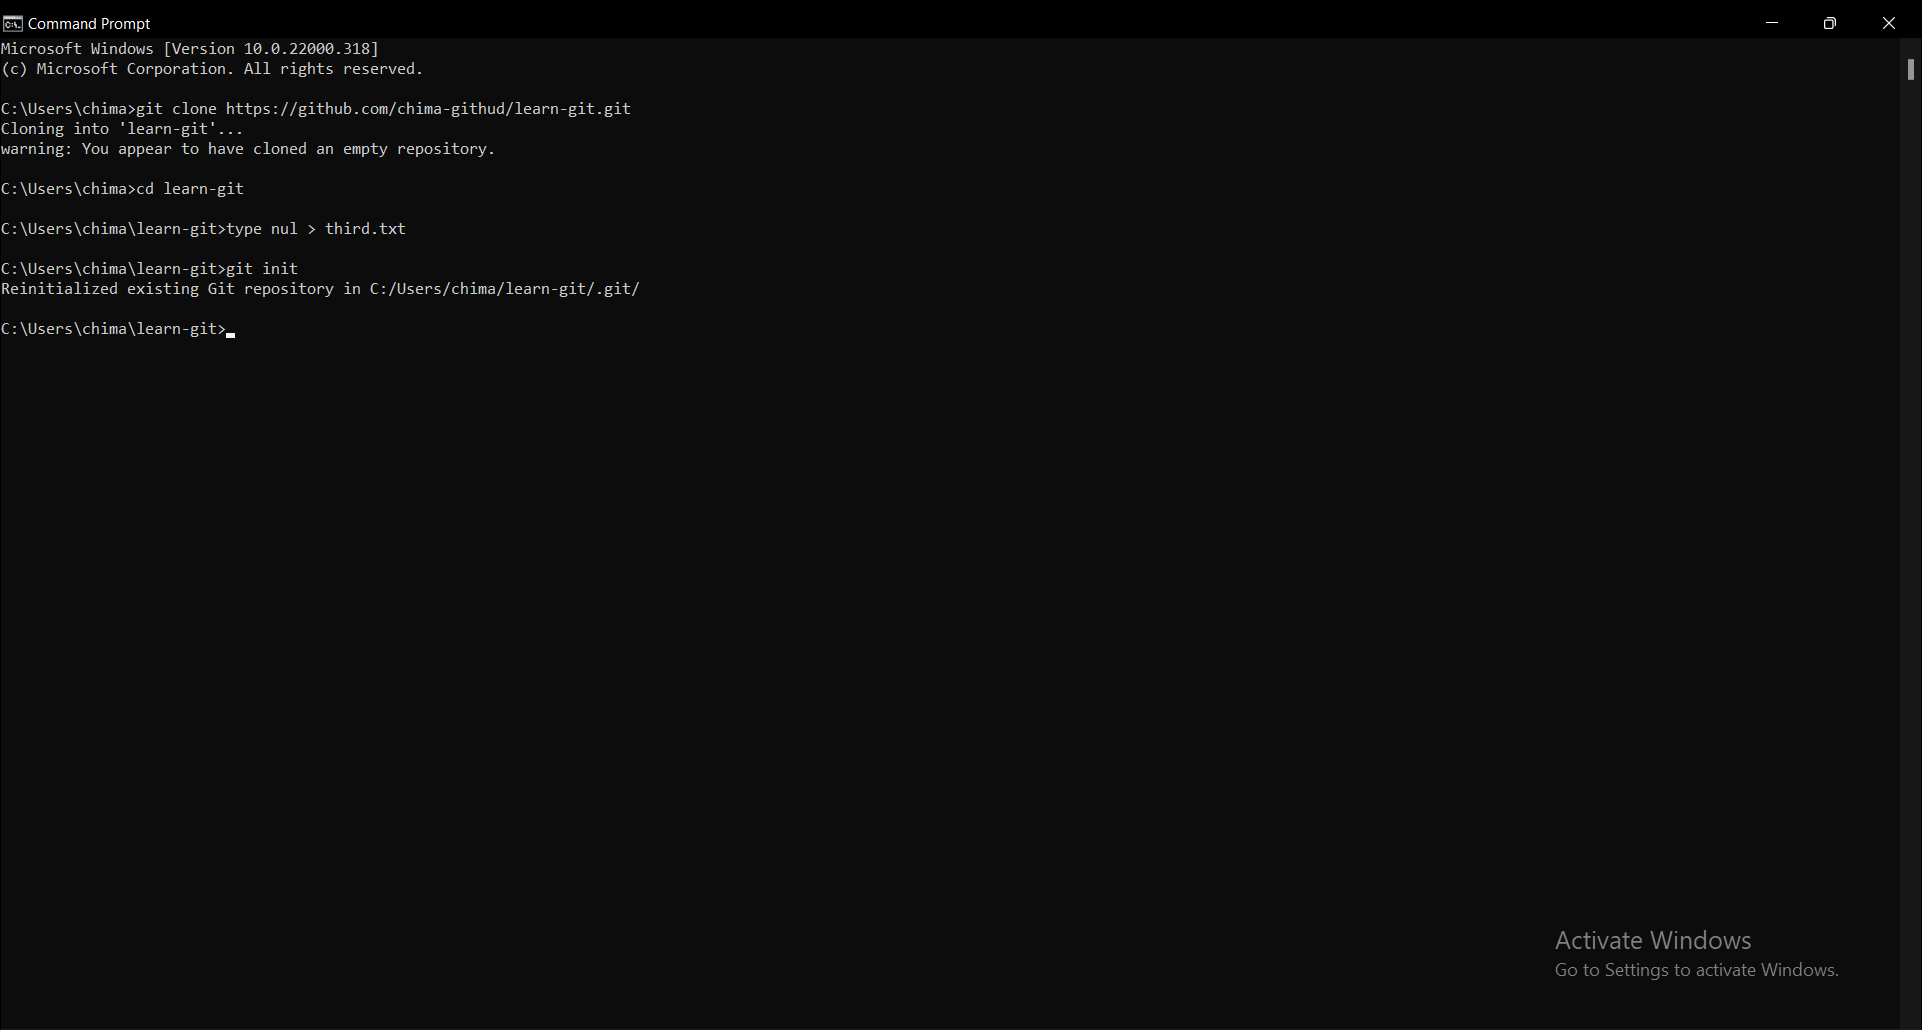 Command Prompt
Microsoft Windows [Version 10.0.22000.318]
(c) Microsoft Corporation. All rights reserved.
C:\Users\chima>git clone https://github.com/chima-githud/learn-git.git
Cloning into 'learn-git'...
warning: You appear to have cloned an empty repository.
C:\Users\chima>cd learn-git
C:\Users\chima\learn-git>type nul > third.txt
C:\Users\chima\learn-git>git init
Reinitialized existing Git repository in C:/Users/chima/learn-git/.git/
C:\Users\chima\learn-git>
Activate Windows
Go to Settings to activate Windows.